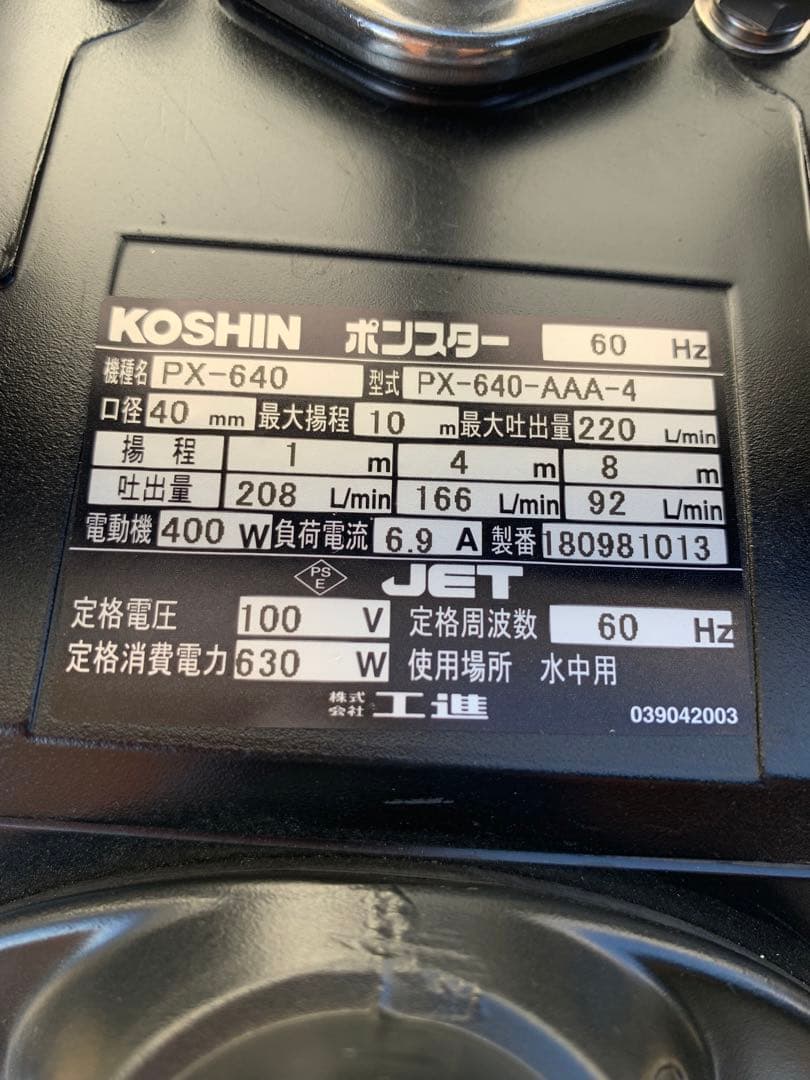 KOSHIN ポンスター 60 Hz
機種名 PX-640 型式 PX-640-AAA-4
口径 40 mm 最大揚程 10 m 最大吐出量 220 L/min
揚程 1 m 4 m 8 m
吐出量 208 L/min 166 L/min 92 L/min
電動機 400 W 負荷電流 6.9 A 製番 180981013
PS E JET
定格電圧 100 V 定格周波数 60 Hz
定格消費電力 630 W 使用場所 水中用
株式会社 工進 039042003